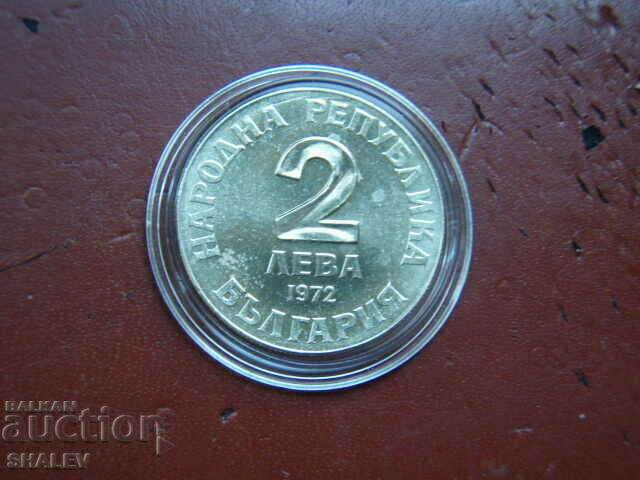 НАРОДНА РЕПУБЛИКА
2
ЛЕВА
1972
БЪЛГАРИЯ
BALKAN
auction
SHALEV